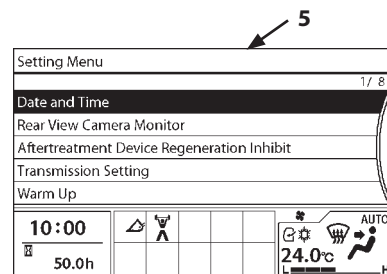 5
Setting Menu
1/ 8
Date and Time
Rear View Camera Monitor
Aftertreatment Device Regeneration Inhibit
Transmission Setting
Warm Up
10:00
50.0h
AUTO
24.0℃
L